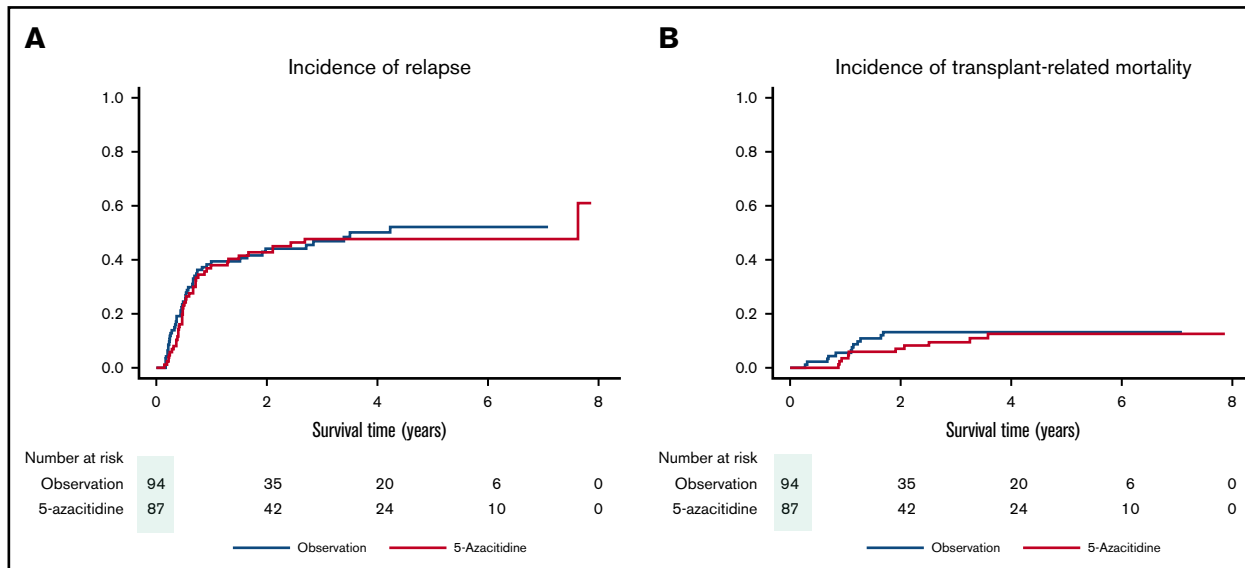 A
Incidence of relapse
1.0
0.8
0.6
0.4
0.2
0.0
0 2 4 6 8
Survival time (years)
Number at risk
Observation 94 35 20 6 0
5-azacitidine 87 42 24 10 0
Observation 5-Azacitidine
B
Incidence of transplant-related mortality
1.0
0.8
0.6
0.4
0.2
0.0
0 2 4 6 8
Survival time (years)
Number at risk
Observation 94 35 20 6 0
5-azacitidine 87 42 24 10 0
Observation 5-Azacitidine